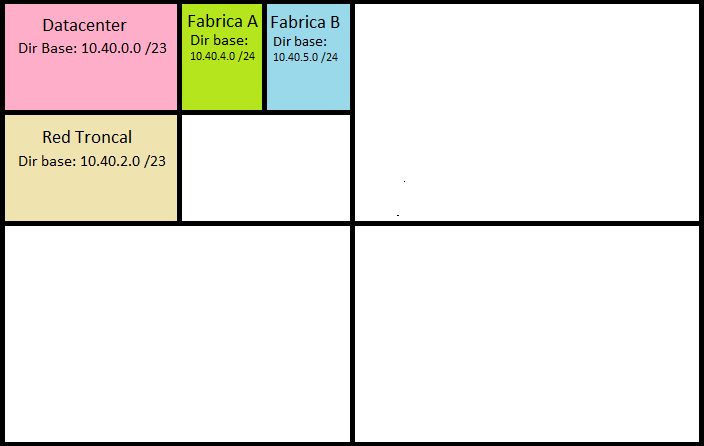 Datacenter
Dir Base: 10.40.0.0 /23
Fabrica A
Dir base:
10.40.4.0 /24
Fabrica B
Dir base:
10.40.5.0 /24
Red Troncal
Dir base: 10.40.2.0 /23